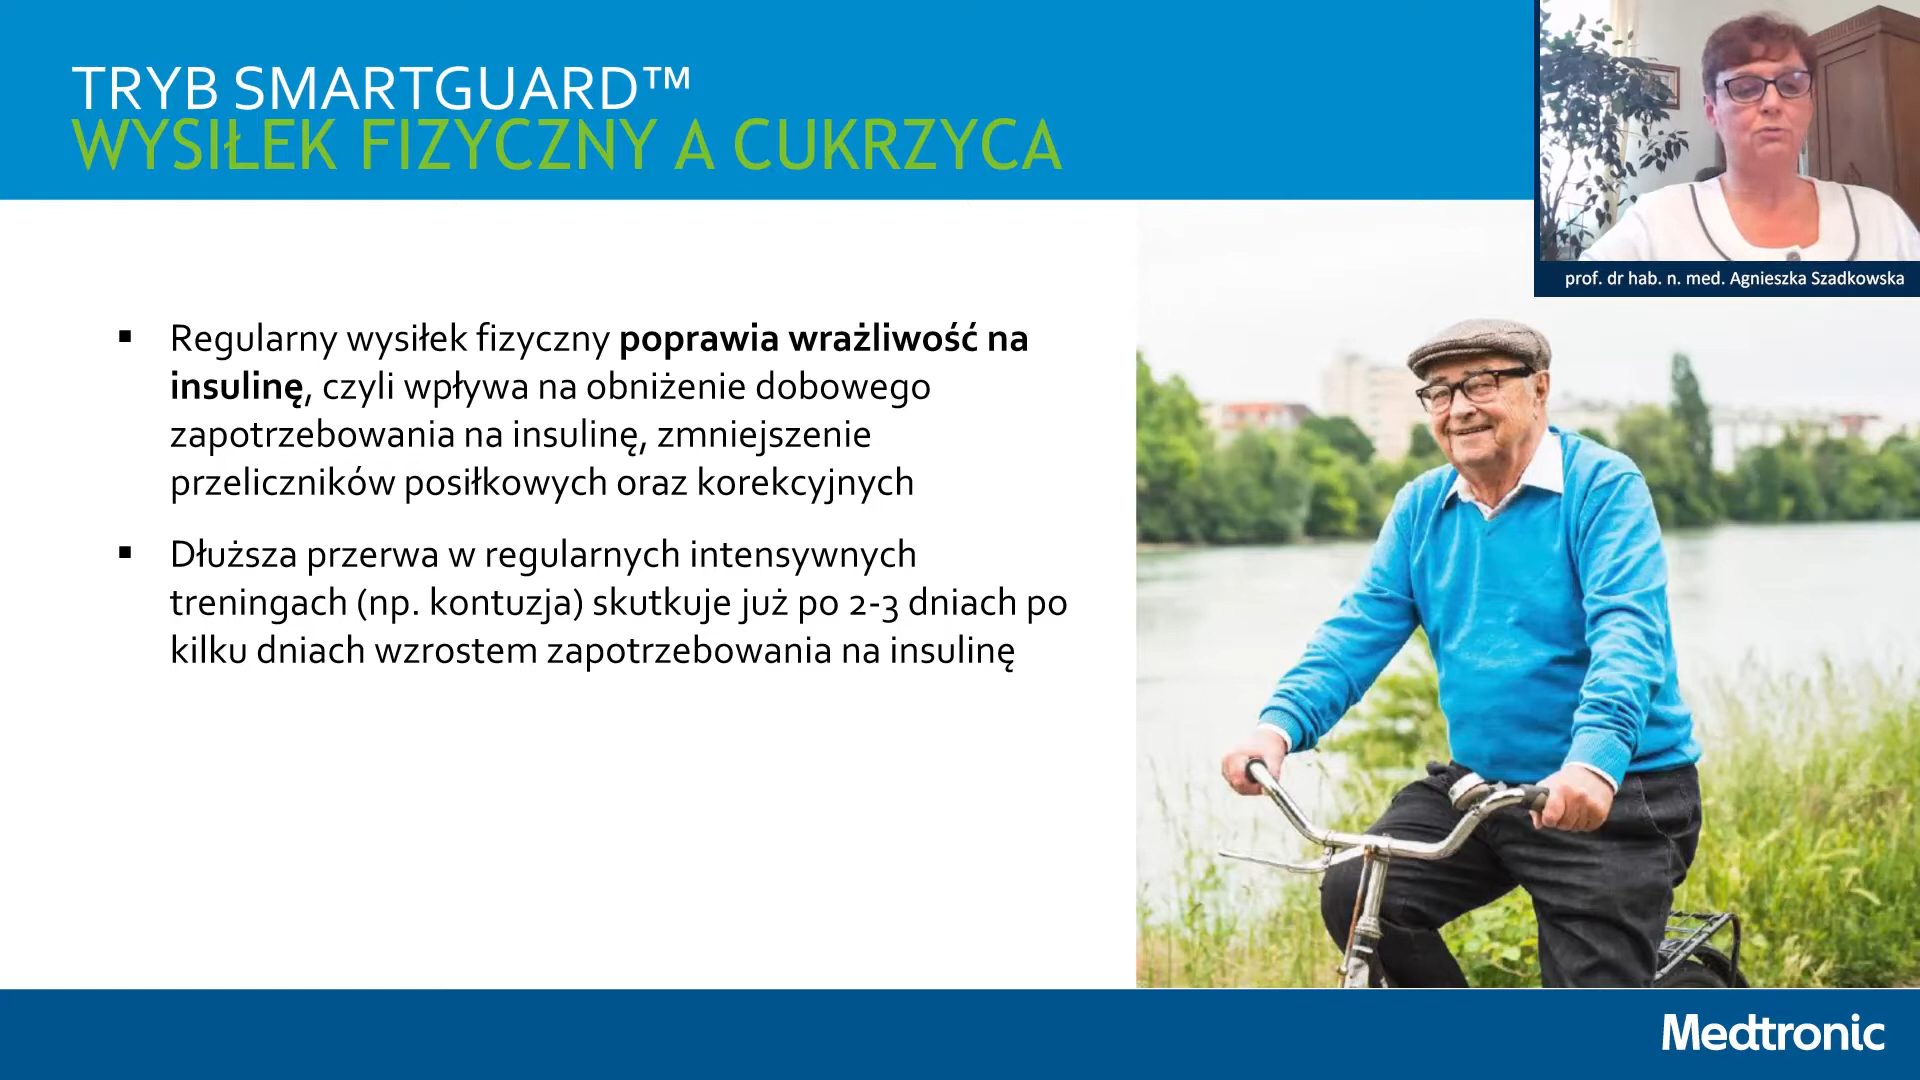 TRYB SMARTGUARD™
WYSIŁEK FIZYCZNY A CUKRZYCA
prof. dr hab. n. med. Agnieszka Szadkowska
▪ Regularny wysiłek fizyczny poprawia wrażliwość na
insulinę, czyli wpływa na obniżenie dobowego
zapotrzebowania na insulinę, zmniejszenie
przeliczników posiłkowych oraz korekcyjnych
▪ Dłuższa przerwa w regularnych intensywnych
treningach (np. kontuzja) skutkuje już po 2-3 dniach po
kilku dniach wzrostem zapotrzebowania na insulinę
Medtronic